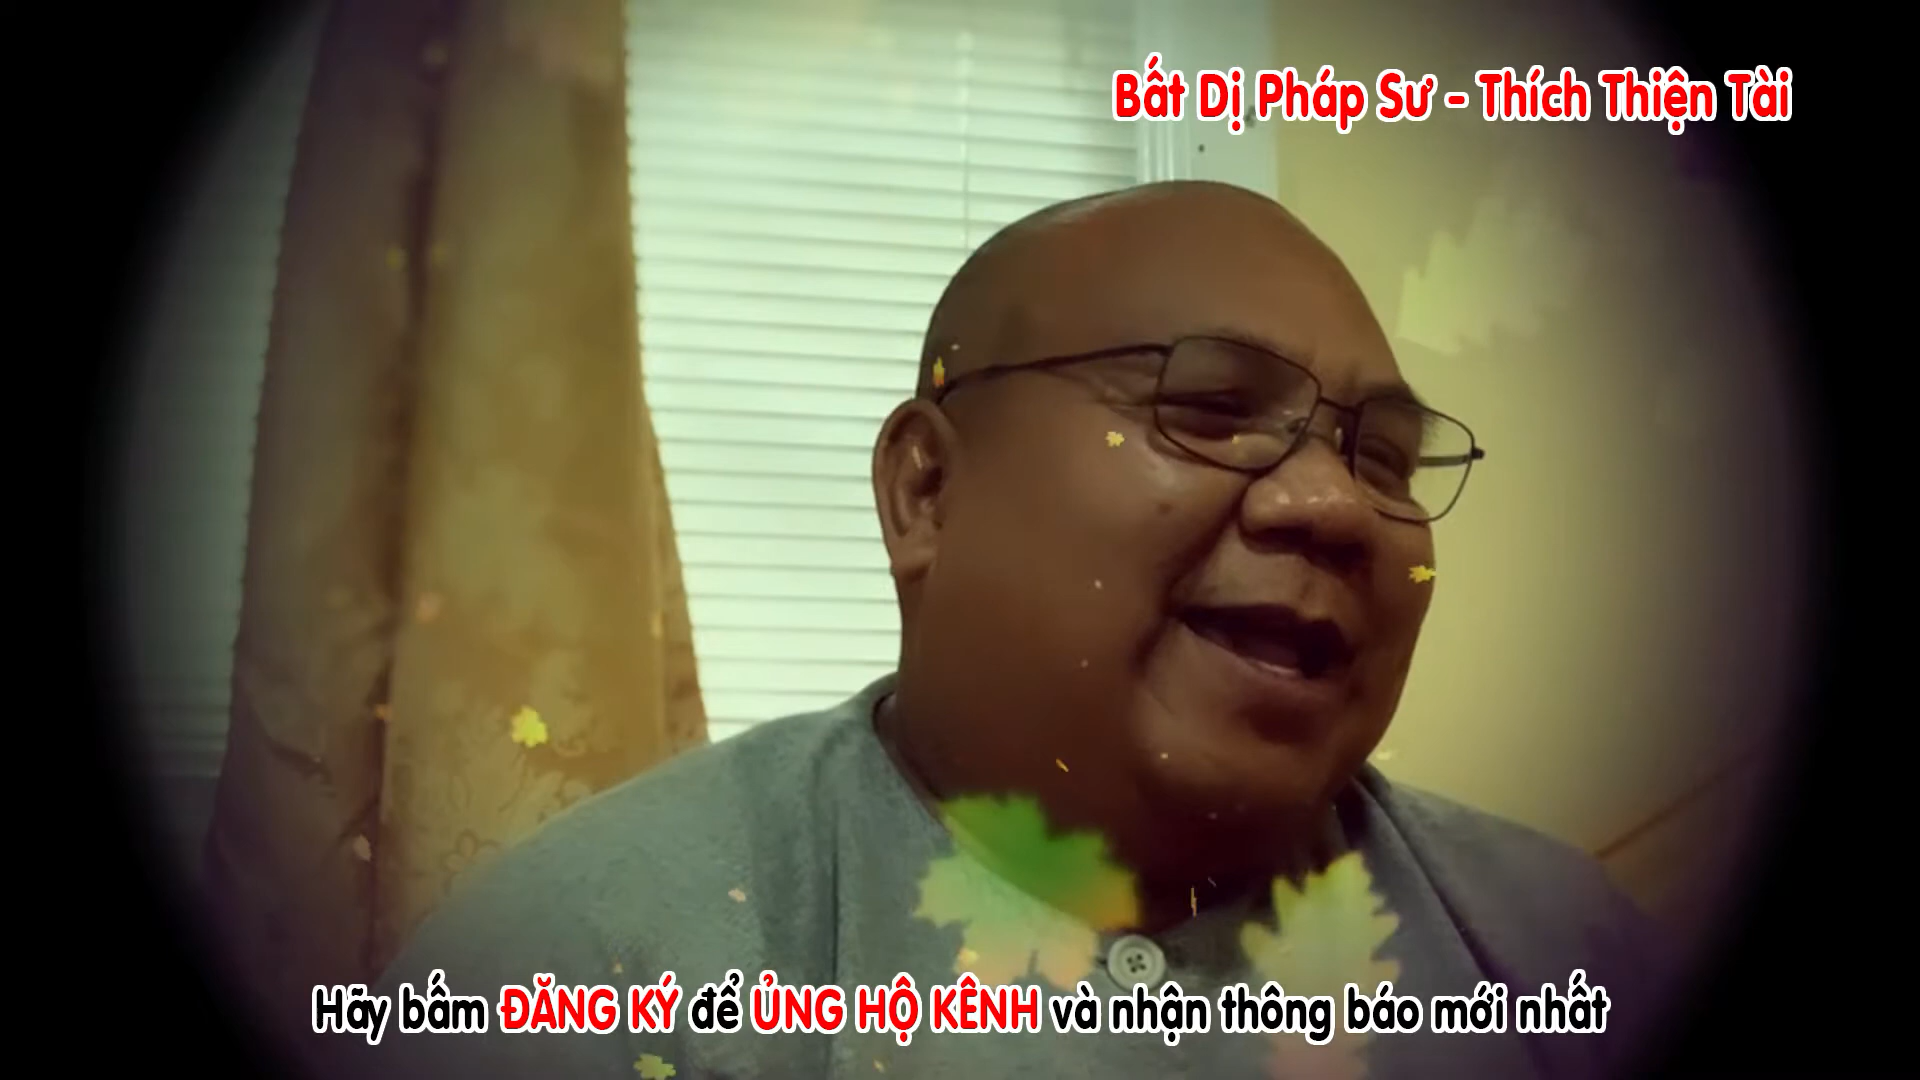 Bất Dị Pháp Sư - Thích Thiện Tài
Hãy bấm ĐĂNG KÝ để ỦNG HỘ KÊNH và nhận thông báo mới nhất